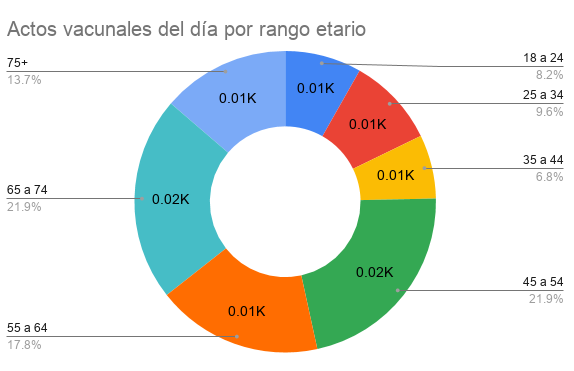 Actos vacunales del día por rango etario
75+
13.7%
18 a 24
8.2%
25 a 34
9.6%
35 a 44
6.8%
65 a 74
21.9%
45 a 54
21.9%
55 a 64
17.8%
0.01K
0.01K
0.01K
0.01K
0.02K
0.02K
0.01K